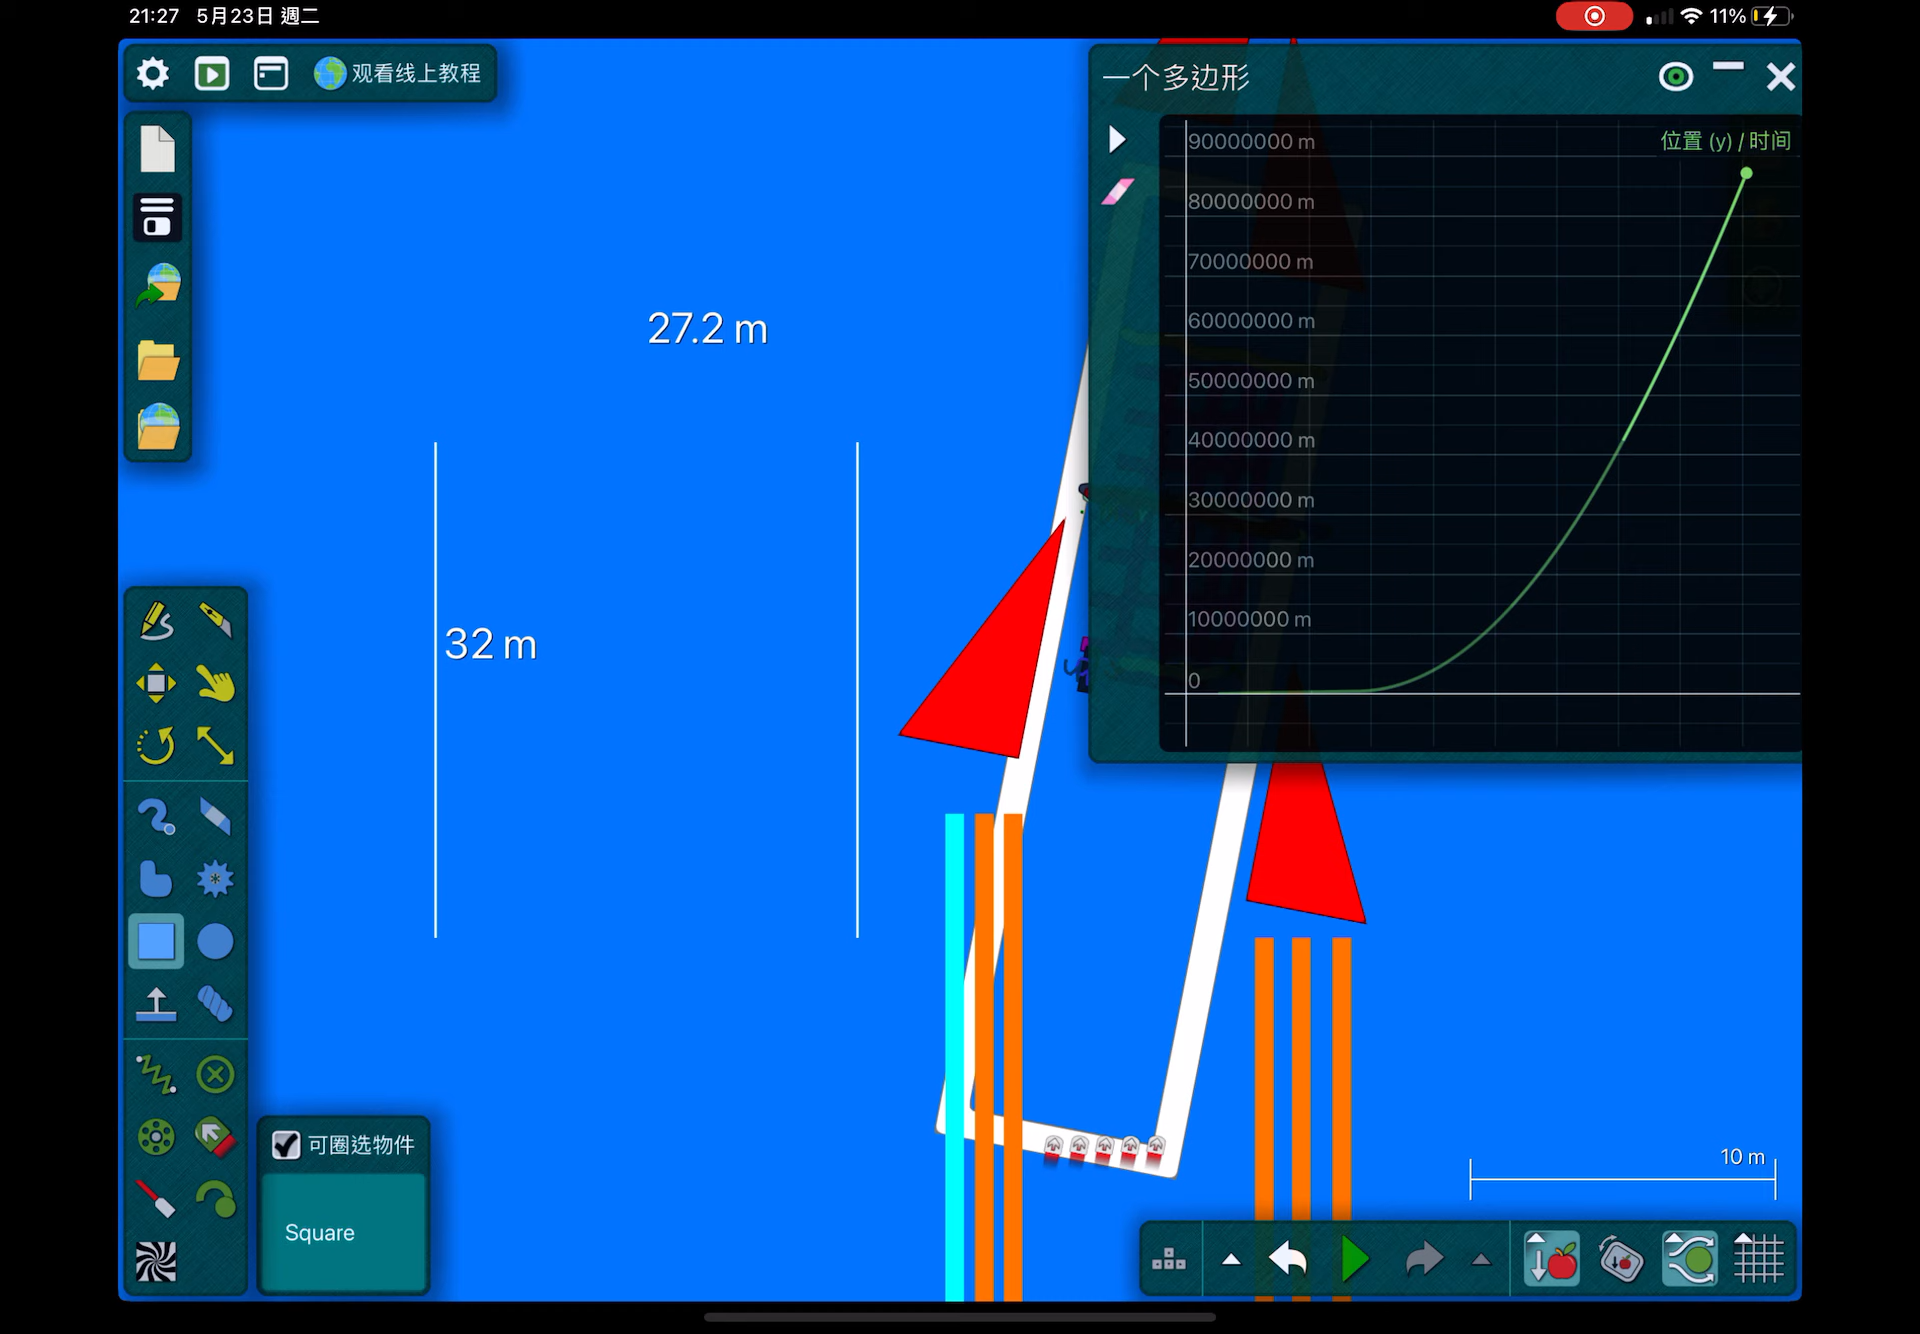 21:27 5月23日 週二
11%
观看线上教程
一个多边形
位置 (y) / 时间
90000000 m
80000000 m
70000000 m
60000000 m
50000000 m
40000000 m
30000000 m
20000000 m
10000000 m
0
27.2 m
32 m
可圈选物件
Square
10 m